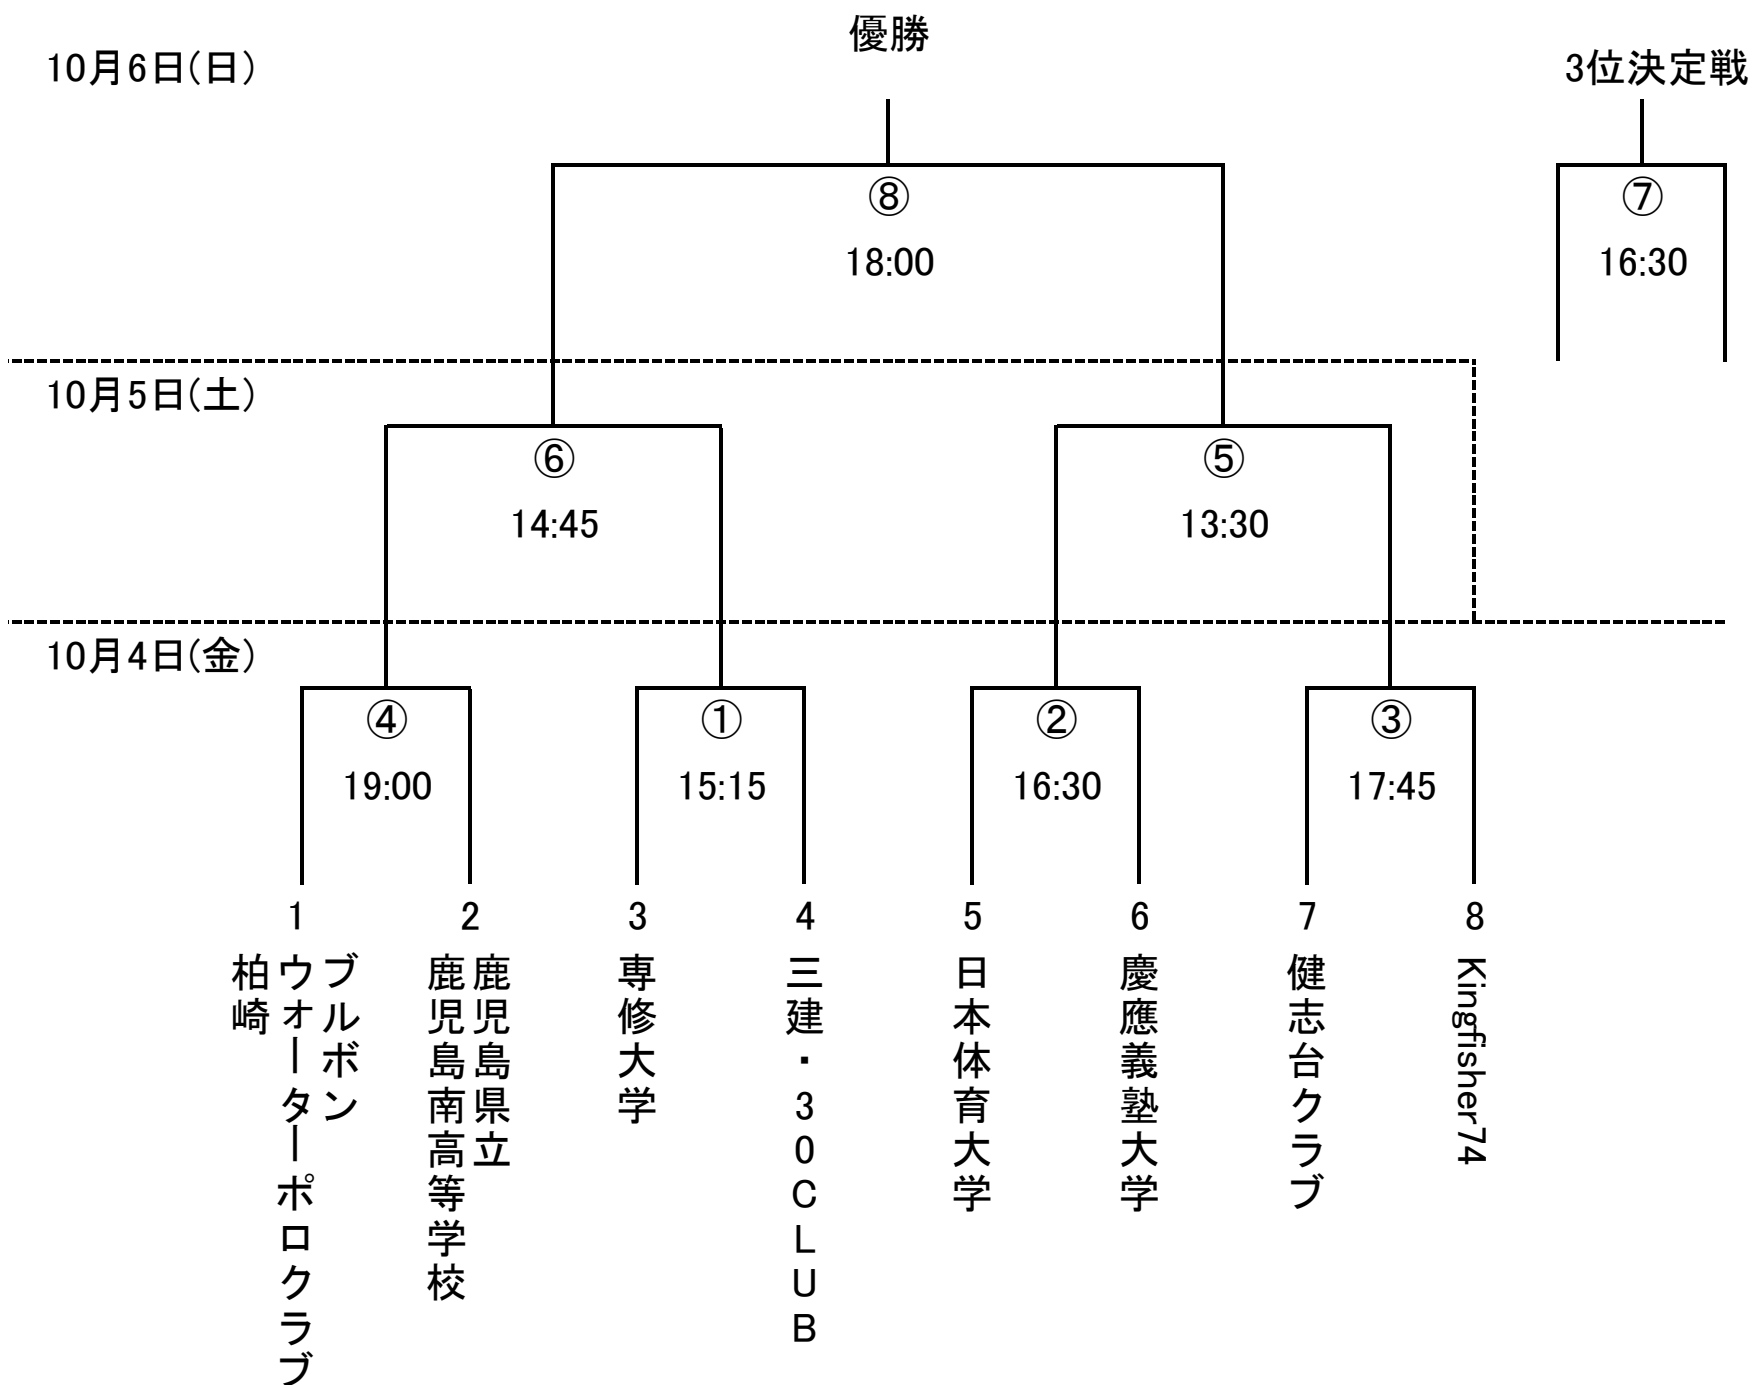 優勝
10月6日(日)
3位決定戦
⑧
⑦
18:00
16:30
10月5日(土)
⑥
⑤
14:45
13:30
10月4日(金)
④
①
②
③
19:00
15:15
16:30
17:45
1
2
3
4
5
6
7
8
ブルボン
ウォーターポロクラブ
柏崎
鹿児島県立
鹿児島南高等学校
専修大学
三建・30CLUB
日本体育大学
慶應義塾大学
健志台クラブ
Kingfisher74